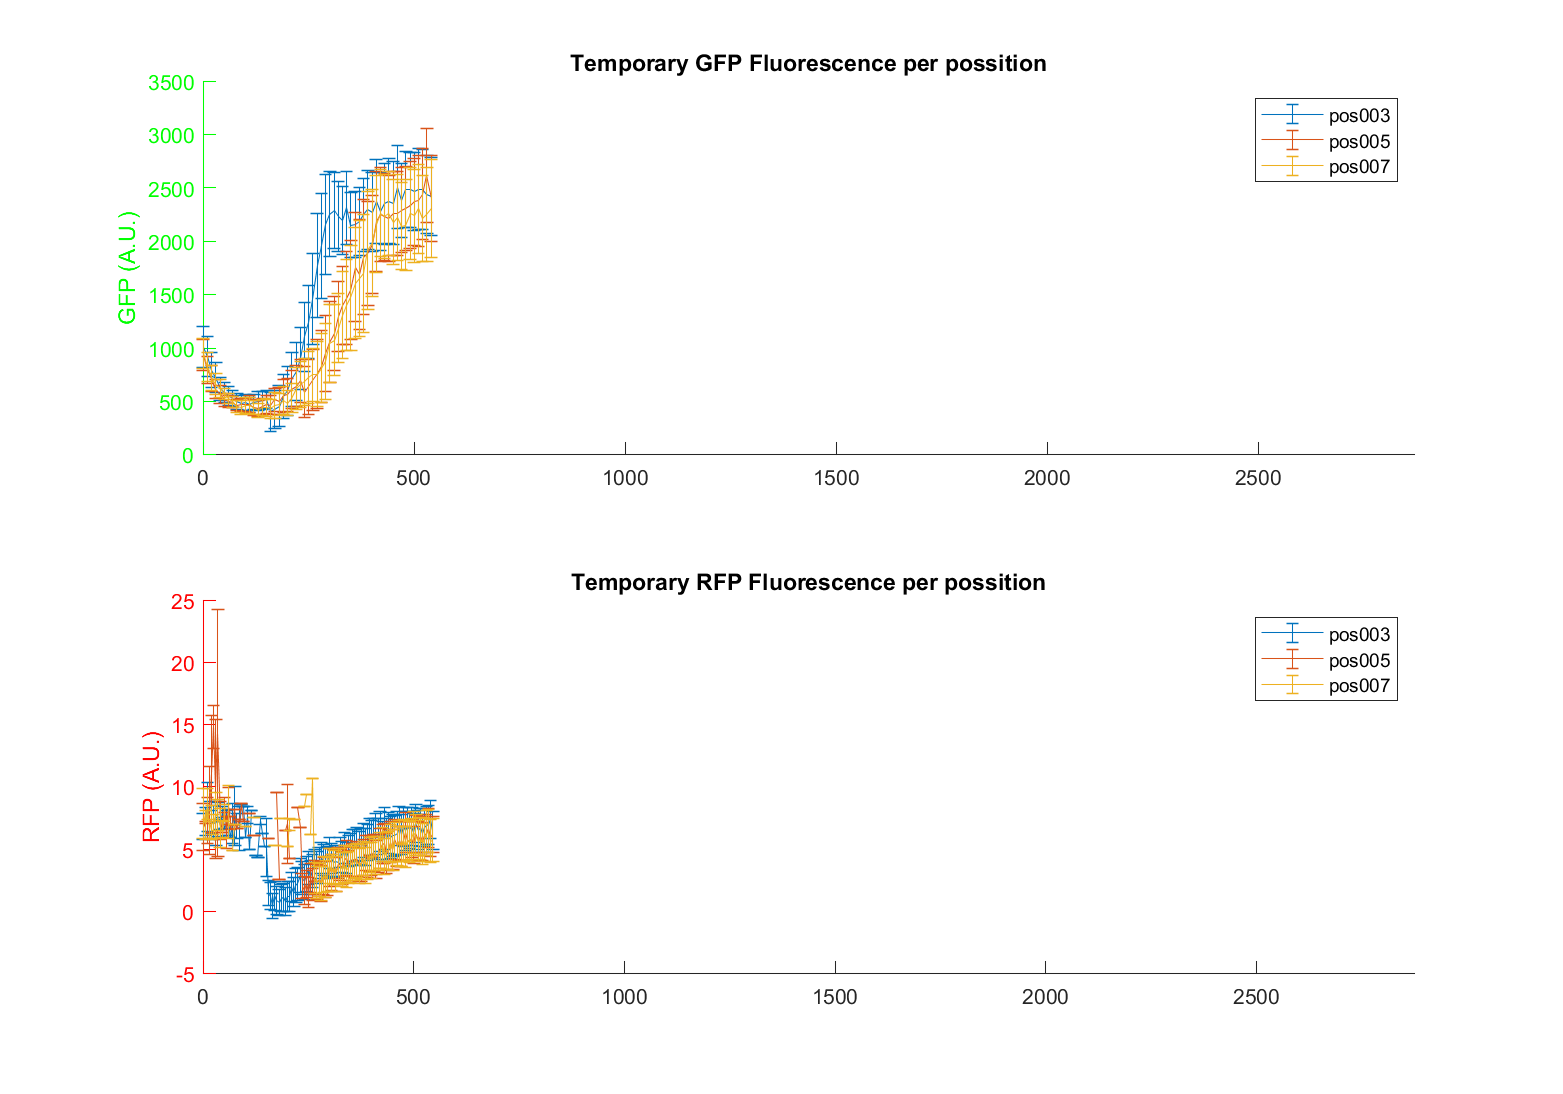 Temporary GFP Fluorescence per possition
3500
3000
2500
2000
1500
1000
500
0
GFP (A.U.)
0 500 1000 1500 2000 2500
pos003
pos005
pos007
Temporary RFP Fluorescence per possition
25
20
15
10
5
0
-5
RFP (A.U.)
0 500 1000 1500 2000 2500
pos003
pos005
pos007